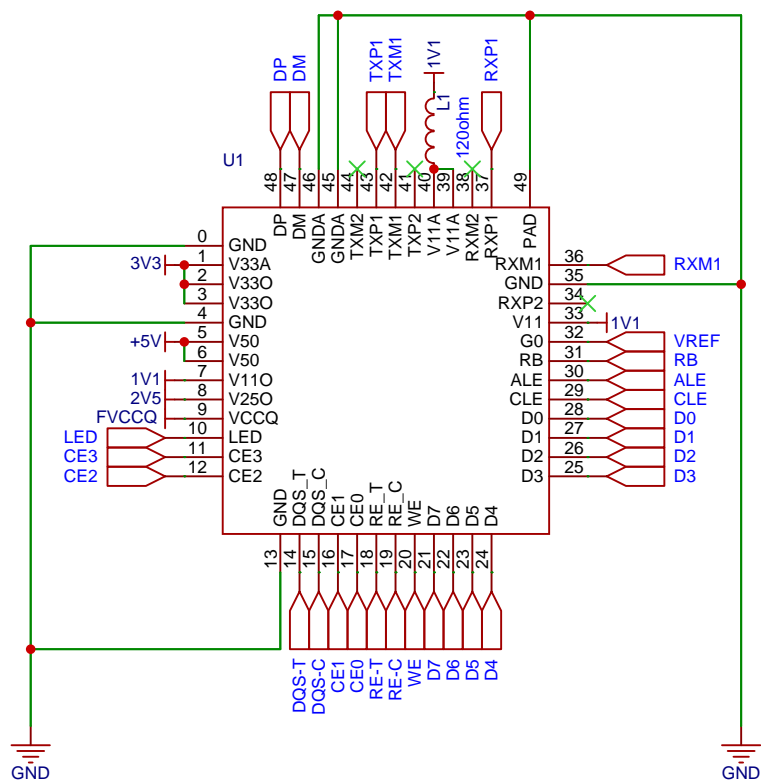 DP
DM
TXP1
TXM1
1V1
L1
120ohm
RXP1
U1
48
47
46
45
44
43
42
41
40
39
38
37
49
DP
DM
GNDA
GNDA
TXM2
TXP1
TXM1
TXP2
V11A
V11A
RXM2
RXP1
PAD
0 GND
3V3 1 V33A
2 V33O
3 V33O
4 GND
+5V 5 V50
6 V50
1V1 7 V11O
2V5 8 V25O
FVCCQ 9 VCCQ
LED 10 LED
CE3 11 CE3
CE2 12 CE2
RXM1 36 RXM1
GND 35
RXP2 34
V11 33 1V1
G0 32 VREF
RB 31 RB
ALE 30 ALE
CLE 29 CLE
D0 28 D0
D1 27 D1
D2 26 D2
D3 25 D3
GND
DQS_T
DQS_C
CE1
CE0
RE_T
RE_C
WE
D7
D6
D5
D4
13
14
15
16
17
18
19
20
21
22
23
24
DQS-T
DQS-C
CE1
CE0
RE-T
RE-C
WE
D7
D6
D5
D4
GND
GND